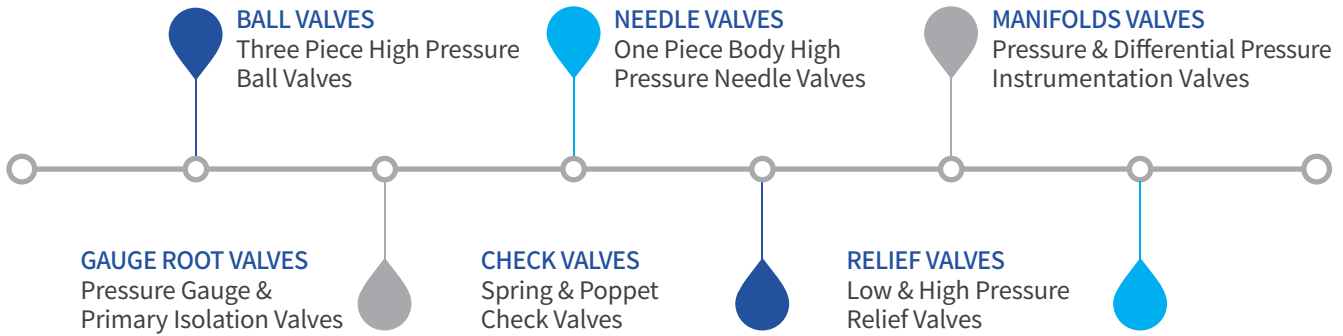 BALL VALVES
Three Piece High Pressure
Ball Valves
NEEDLE VALVES
One Piece Body High
Pressure Needle Valves
MANIFOLDS VALVES
Pressure & Differential Pressure
Instrumentation Valves
GAUGE ROOT VALVES
Pressure Gauge &
Primary Isolation Valves
CHECK VALVES
Spring & Poppet
Check Valves
RELIEF VALVES
Low & High Pressure
Relief Valves